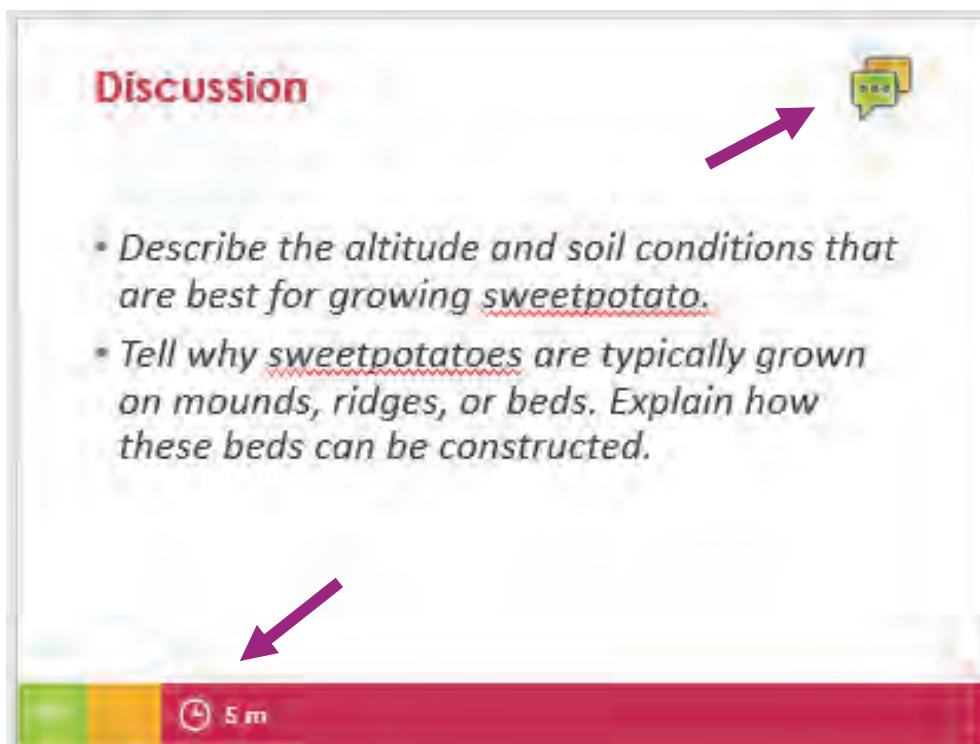 Discussion
• Describe the altitude and soil conditions that
are best for growing sweetpotato.
• Tell why sweetpotatoes are typically grown
on mounds, ridges, or beds. Explain how
these beds can be constructed.
5 m